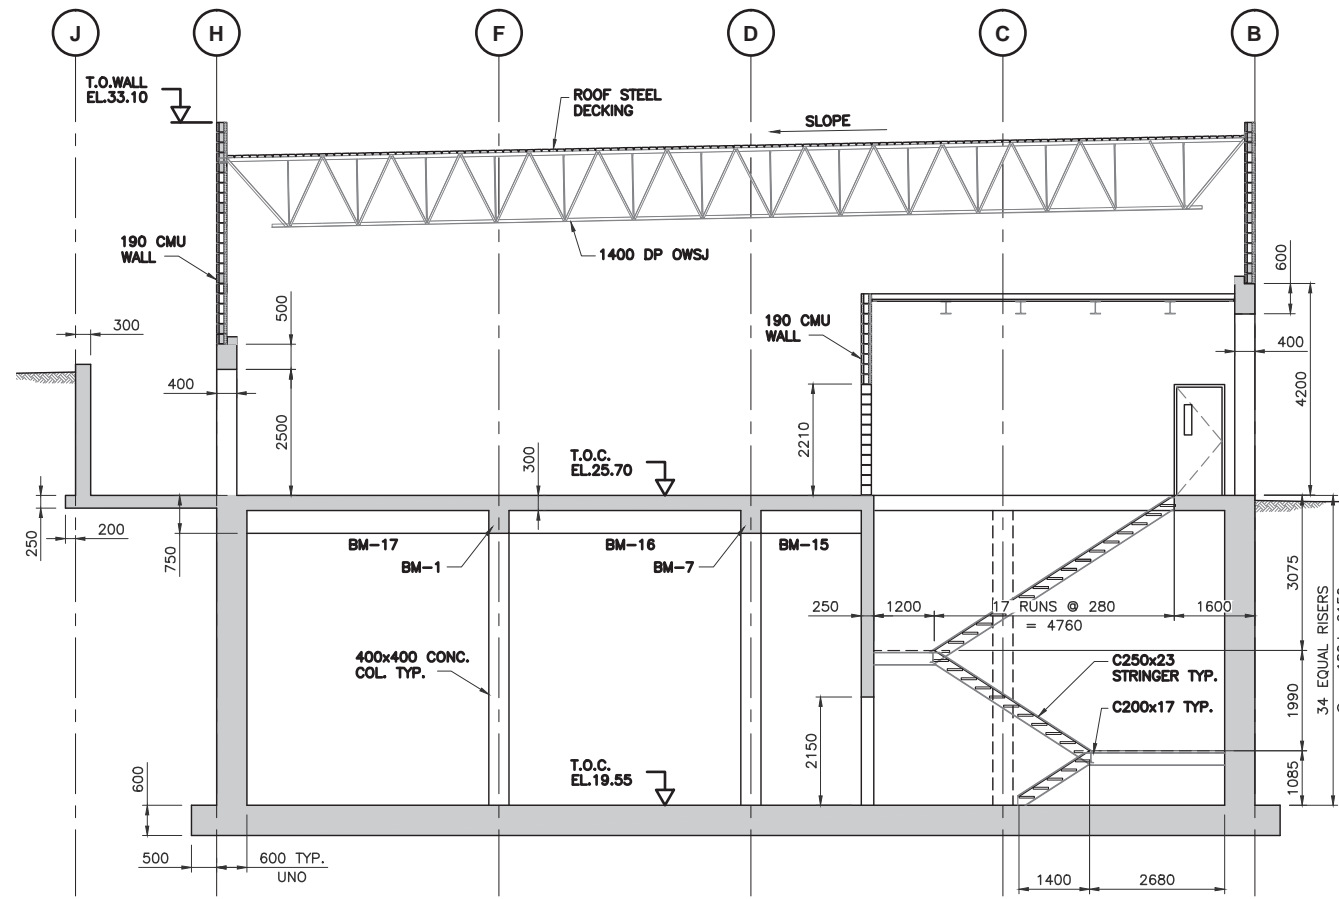 J
H
F
D
C
B
T.O.WALL
EL.33.10
ROOF STEEL
DECKING
SLOPE
190 CMU
WALL
1400 DP OWSJ
600
500
300
190 CMU
WALL
400
400
4200
2500
2210
T.O.C.
EL.25.70
300
250
200
750
BM-17
BM-16
BM-15
BM-1
BM-7
3075
250
1200
17 RUNS @ 280
= 4760
1600
400x400 CONC.
COL. TYP.
C250x23
STRINGER TYP.
C200x17 TYP.
1990
34 EQUAL RISERS
2150
T.O.C.
EL.19.55
600
1085
500
600 TYP.
UNO
1400
2680